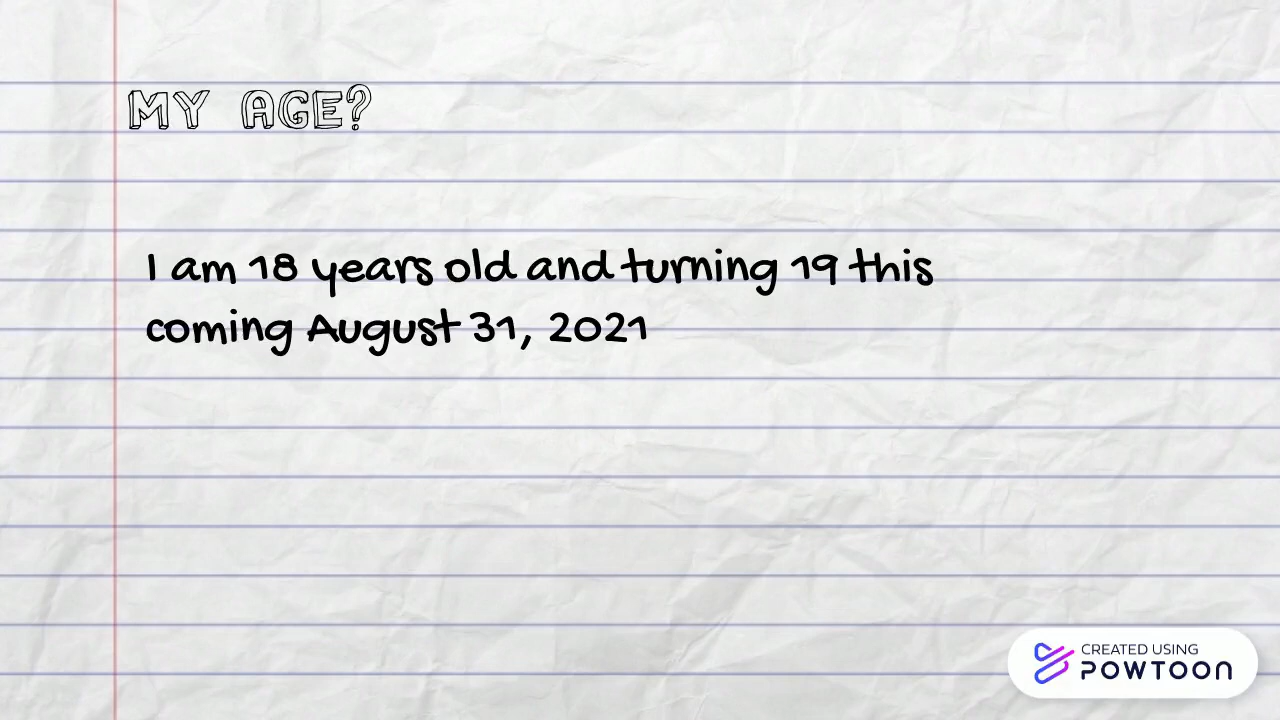 MY AGE?
I am 18 years old and turning 19 this
coming August 31, 2021
CREATED USING
POWTOON